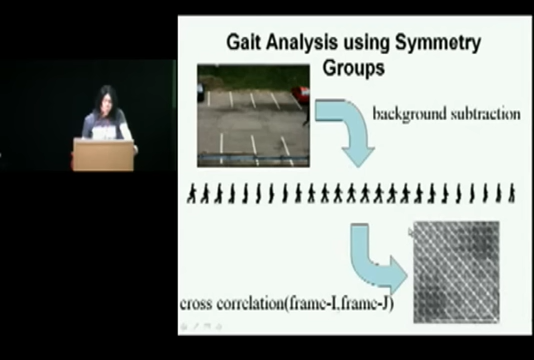 Gait Analysis using Symmetry
Groups
background subtraction
cross correlation(frame-I,frame-J)